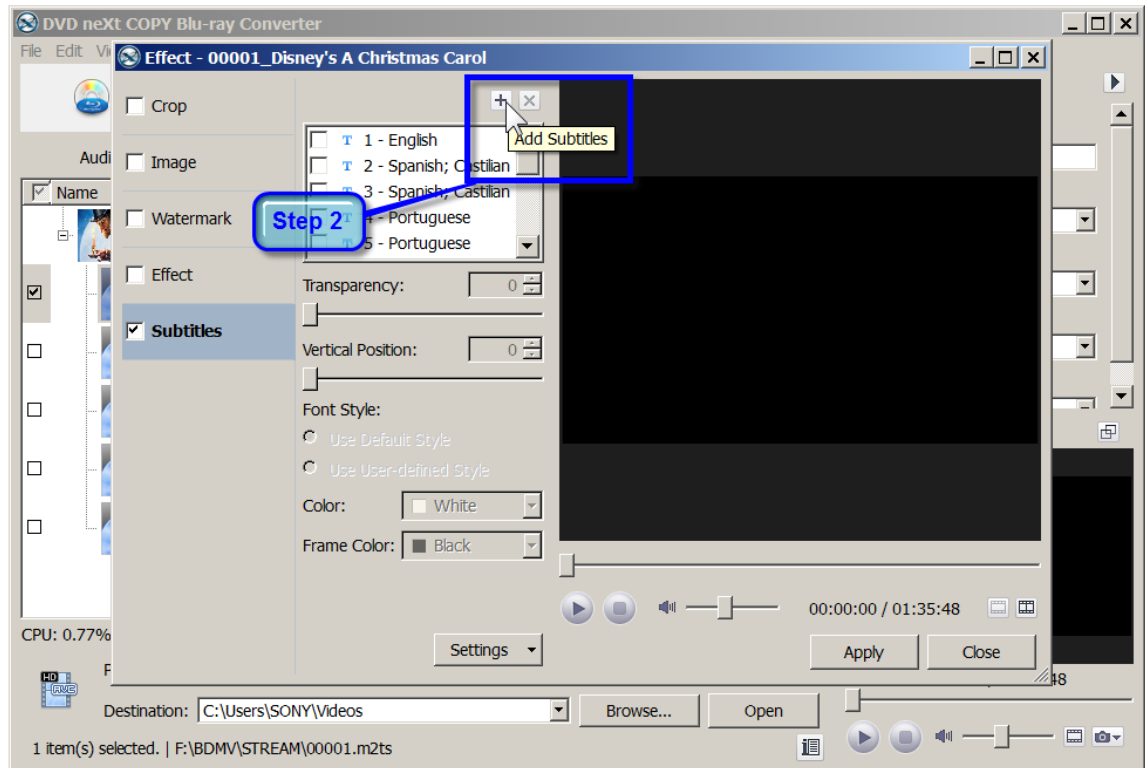 DVD neXt COPY Blu-ray Converter
File Edit Vi
Effect - 00001_Disney's A Christmas Carol
Crop
Image
Watermark
Effect
Subtitles
Audi
Name
Add Subtitles
1 - English
2 - Spanish; Castilian
3 - Spanish; Castilian
4 - Portuguese
5 - Portuguese
Step 2
Transparency: 0
Vertical Position: 0
Font Style:
Use Default Style
Use User-defined Style
Color: White
Frame Color: Black
00:00:00 / 01:35:48
Settings
Apply
Close
CPU: 0.77%
HD
AVC
Destination: C:\Users\SONY\Videos
Browse...
Open
48
1 item(s) selected. | F:\BDMV\STREAM\00001.m2ts